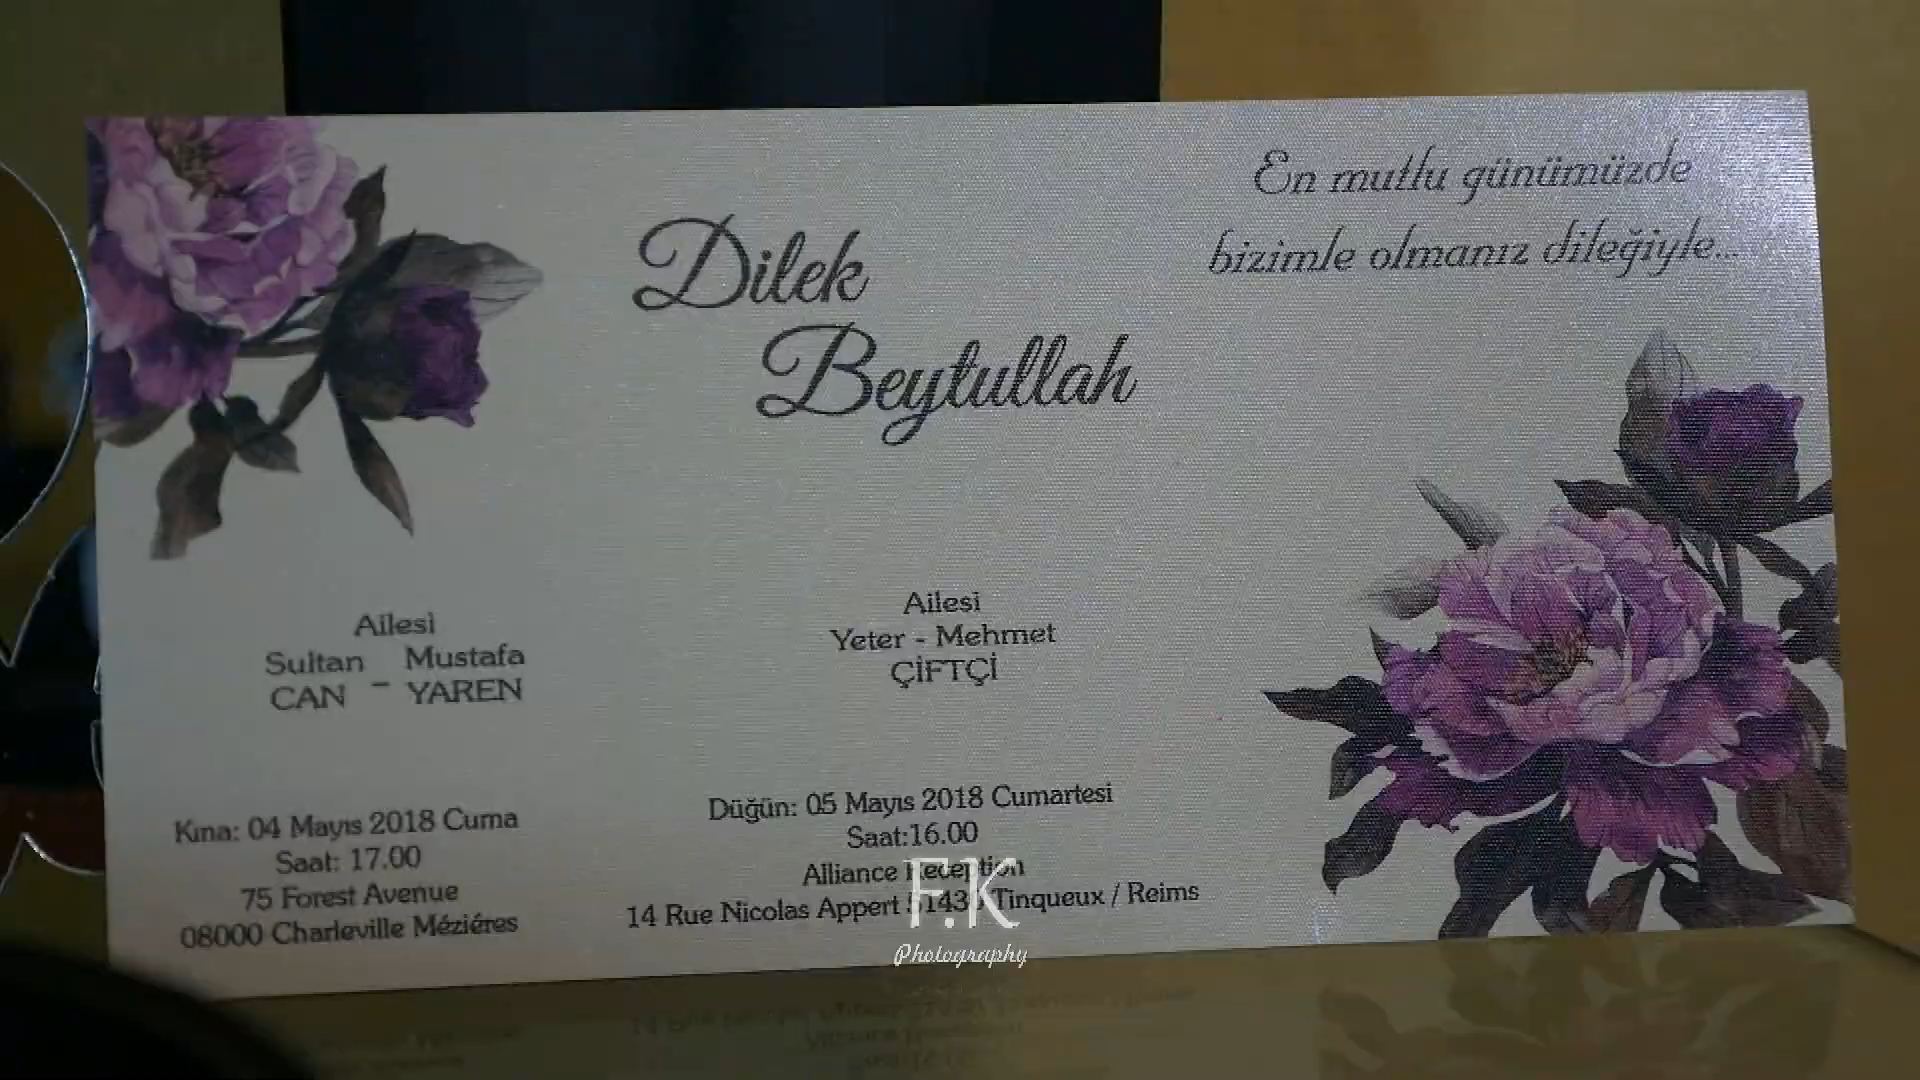 En mutlu günümüzde
bizimle olmanız dileğiyle...
Dilek
Beytullah
Ailesi
Sultan Mustafa
CAN - YAREN
Ailesi
Yeter - Mehmet
ÇİFTÇİ
Kına: 04 Mayıs 2018 Cuma
Saat: 17.00
75 Forest Avenue
08000 Charleville Méziéres
Düğün: 05 Mayıs 2018 Cumartesi
Saat:16.00
Alliance Reception
14 Rue Nicolas Appert 51430 Tinqueux / Reims
F.K
Photography